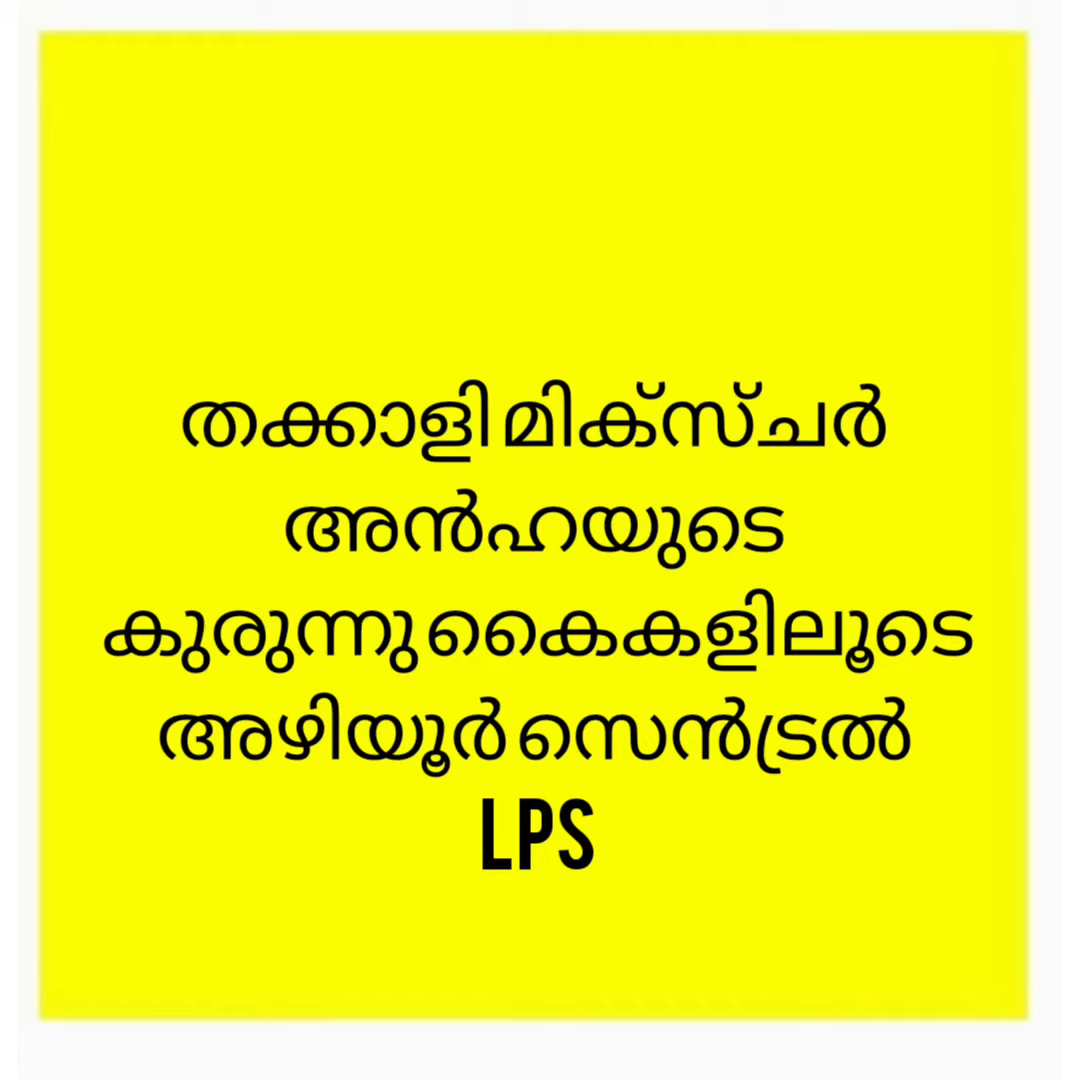 തക്കാളി മിക്സ്ചർ
അൻഹയുടെ
കുരുന്നു കൈകളിലൂടെ
അഴിയൂർ സെൻട്രൽ
LPS